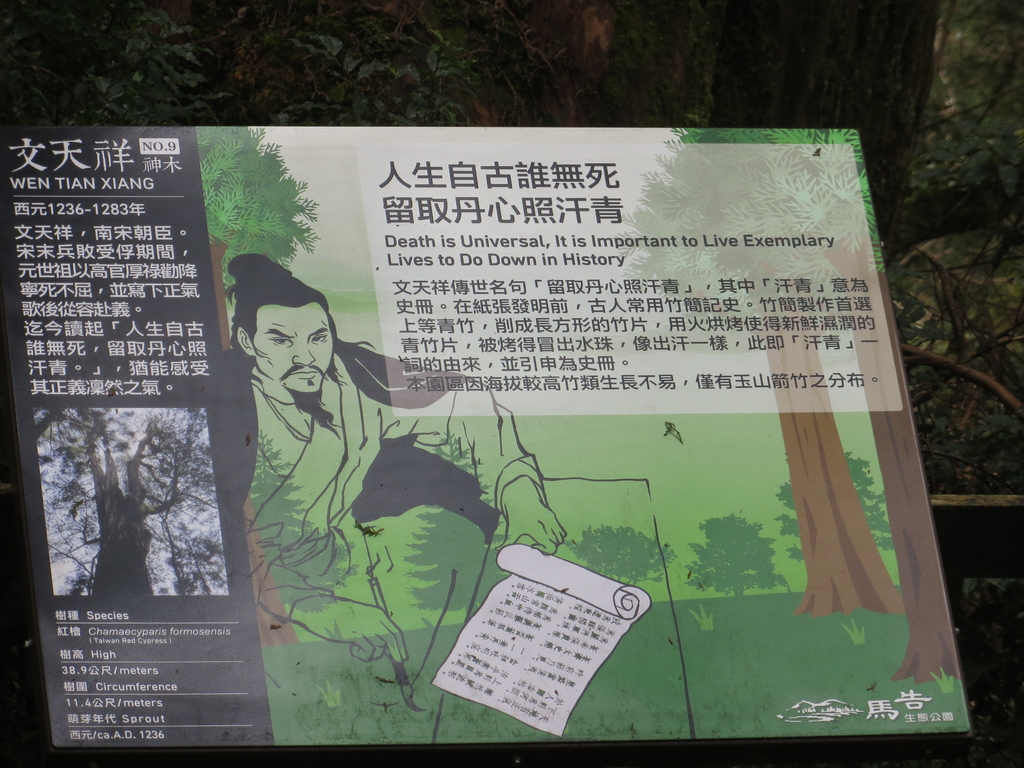 文天祥
NO.9
神木
WEN TIAN XIANG
西元1236-1283年
文天祥，南宋朝臣。
宋末兵敗受俘期間，
元世祖以高官厚祿勸降
寧死不屈，並寫下正氣
歌後從容赴義。
迄今讀起「人生自古
誰無死，留取丹心照
汗青。」，猶能感受
其正義凜然之氣。
樹種 Species
紅檜 Chamaecyparis formosensis
( Taiwan Red Cypress )
樹高 High
38.9公尺/meters
樹圍 Circumference
11.4公尺/meters
萌芽年代 Sprout
西元/ca.A.D. 1236
人生自古誰無死
留取丹心照汗青
Death is Universal, It is Important to Live Exemplary
Lives to Do Down in History
文天祥傳世名句「留取丹心照汗青」，其中「汗青」意為
史冊。在紙張發明前，古人常用竹簡記史。竹簡製作首選
上等青竹，削成長方形的竹片，用火烘烤使得新鮮濕潤的
青竹片，被烤得冒出水珠，像出汗一樣，此即「汗青」一
詞的由來，並引申為史冊。
本園區因海拔較高竹類生長不易，僅有玉山箭竹之分布。
馬告
生態公園